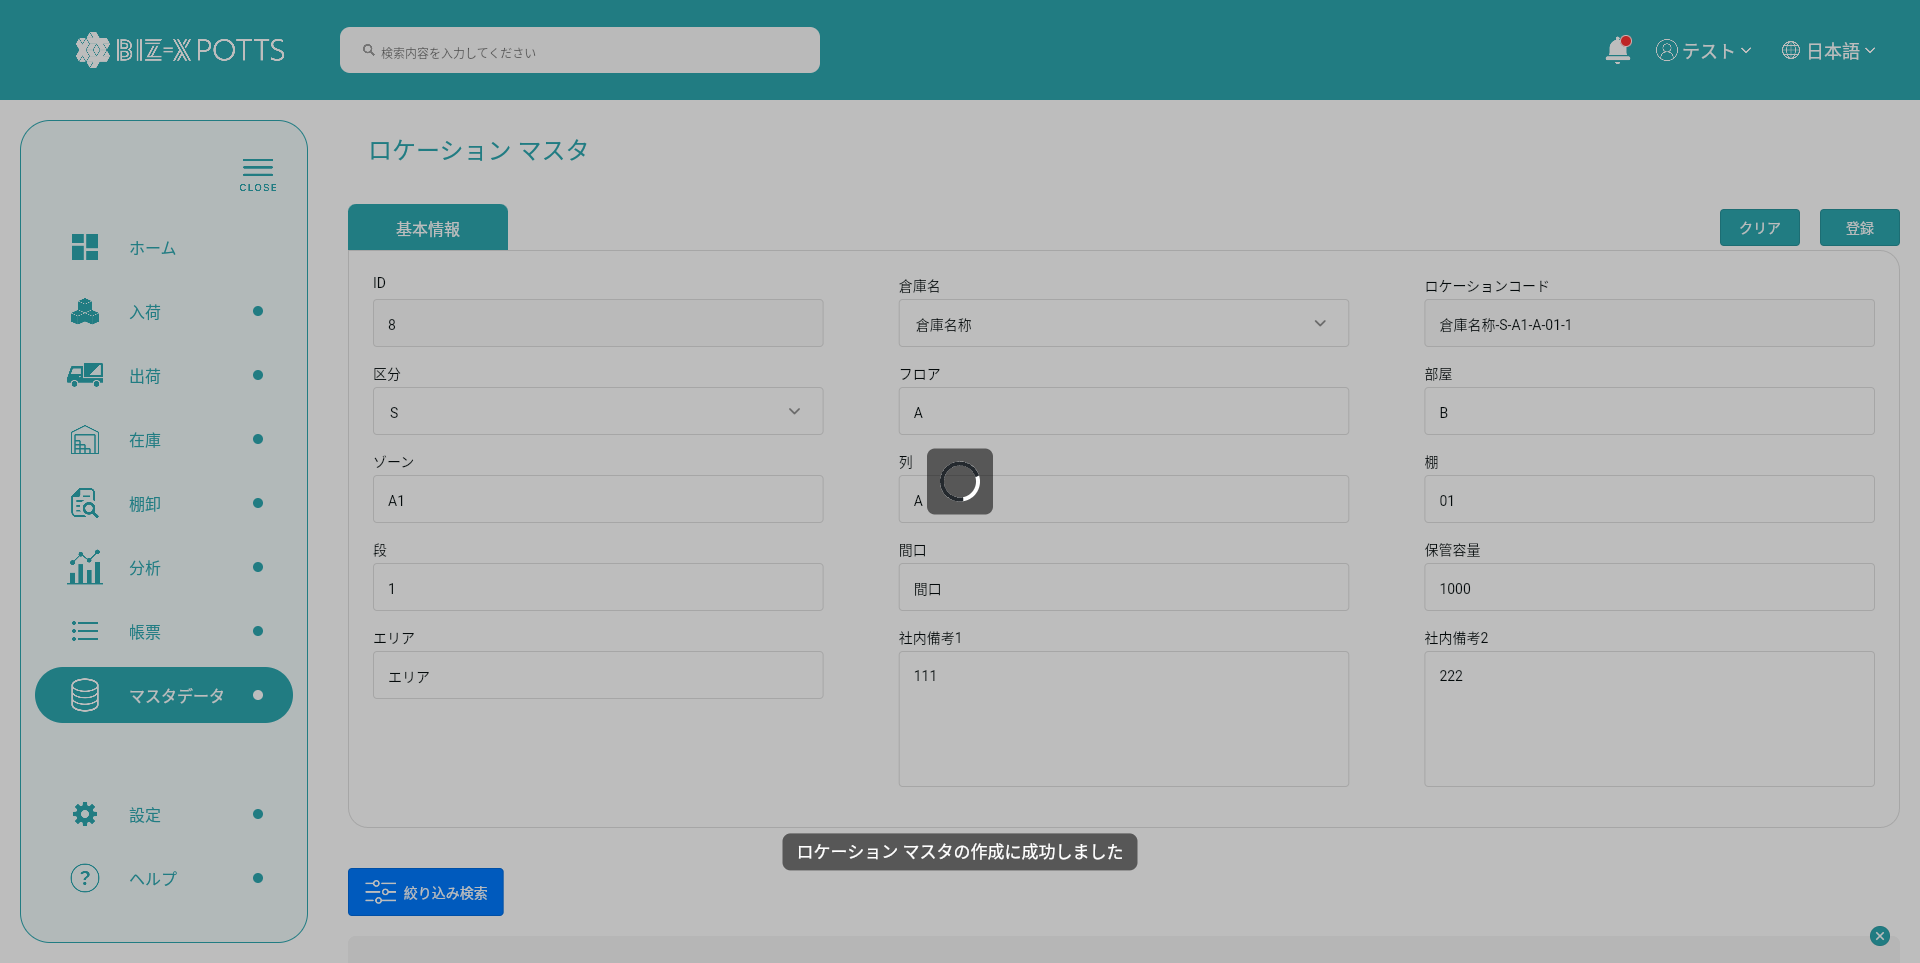 BIZ-X POTTS
検索内容を入力してください
テスト
日本語
CLOSE
ホーム
入荷
出荷
在庫
棚卸
分析
帳票
マスタデータ
設定
ヘルプ
ロケーション マスタ
基本情報
クリア
登録
ID
倉庫名
ロケーションコード
8
倉庫名称
倉庫名称-S-A1-A-01-1
区分
フロア
部屋
S
A
B
ゾーン
列
棚
A1
A
01
段
間口
保管容量
1
間口
1000
エリア
社内備考1
社内備考2
エリア
111
222
ロケーション マスタの作成に成功しました
絞り込み検索